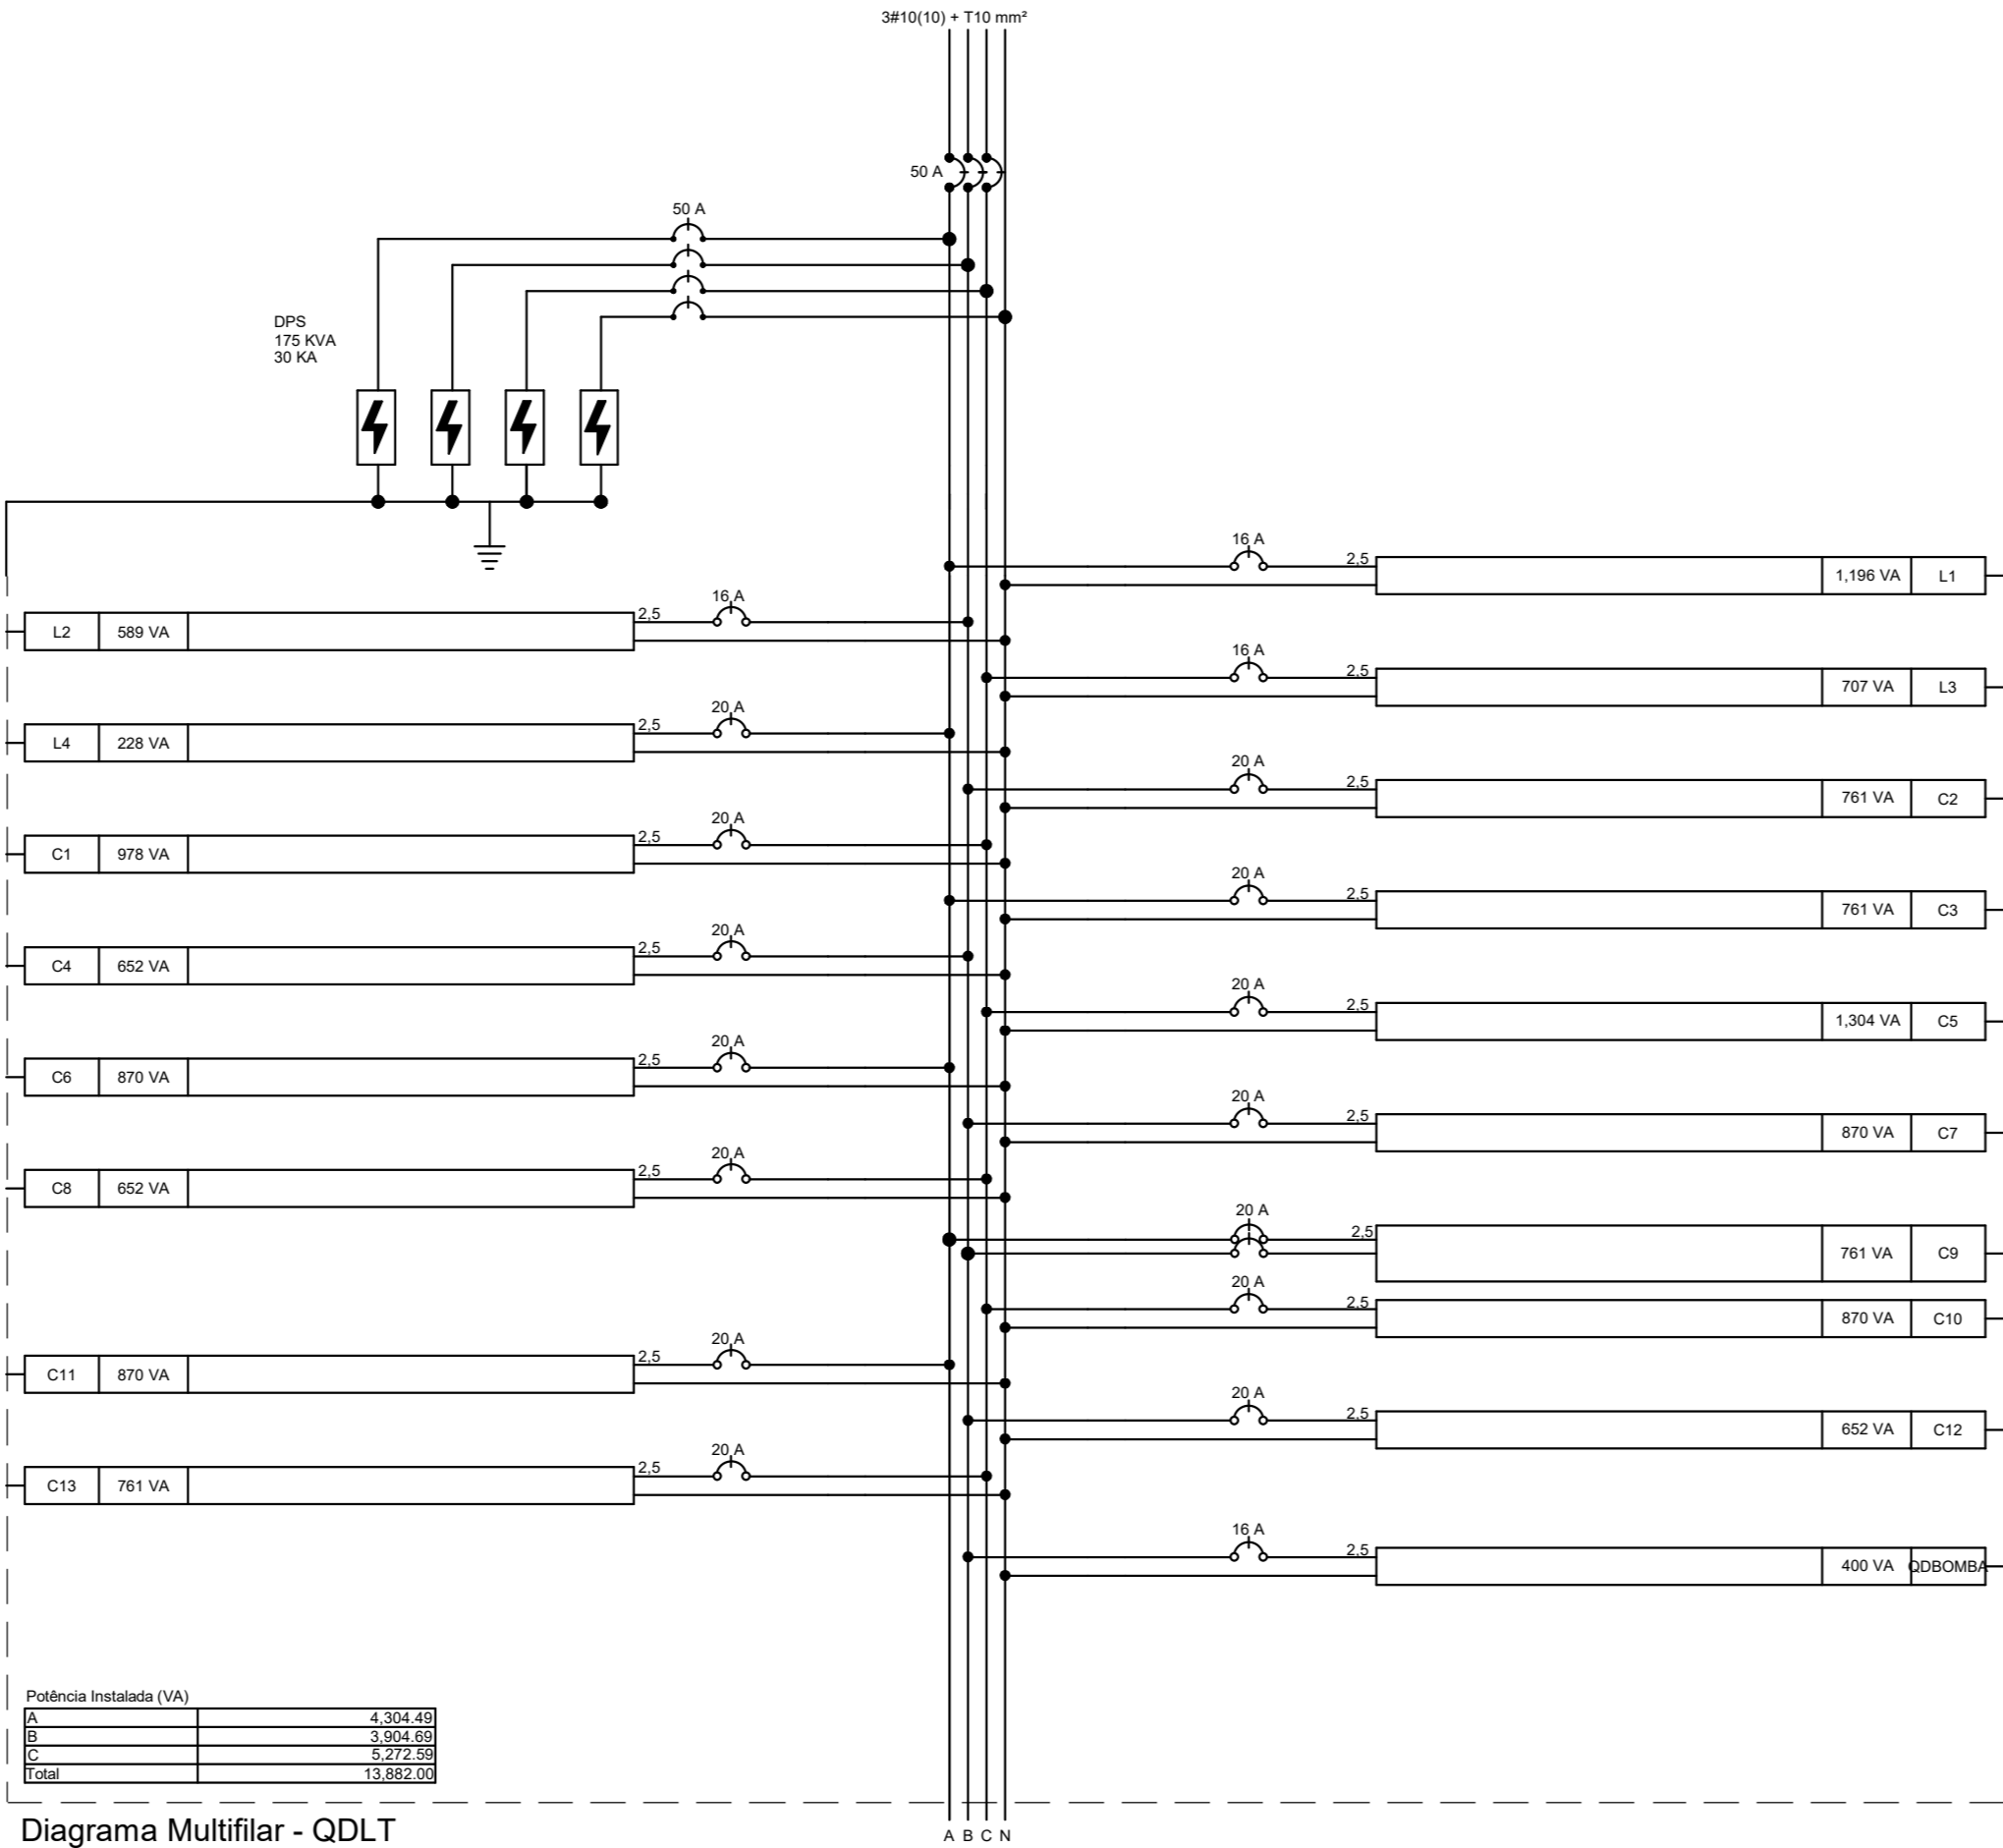 3#10(10) + T10 mm²
50 A
50 A
DPS
175 KVA
30 KA
16 A
2,5
1,196 VA L1
16 A
L2 589 VA 2,5
16 A
2,5
707 VA L3
20 A
L4 228 VA 2,5
20 A
2,5
761 VA C2
20 A
C1 978 VA 2,5
20 A
2,5
761 VA C3
20 A
C4 652 VA 2,5
20 A
2,5
1,304 VA C5
20 A
C6 870 VA 2,5
20 A
2,5
870 VA C7
20 A
C8 652 VA 2,5
20 A
2,5
761 VA C9
20 A
2,5
870 VA C10
20 A
C11 870 VA 2,5
20 A
2,5
652 VA C12
20 A
C13 761 VA 2,5
16 A
2,5
400 VA QDBOMBA
Potência Instalada (VA)
A 4,304.49
B 3,904.69
C 5,272.59
Total 13,882.00
Diagrama Multifilar - QDLT
A B C N